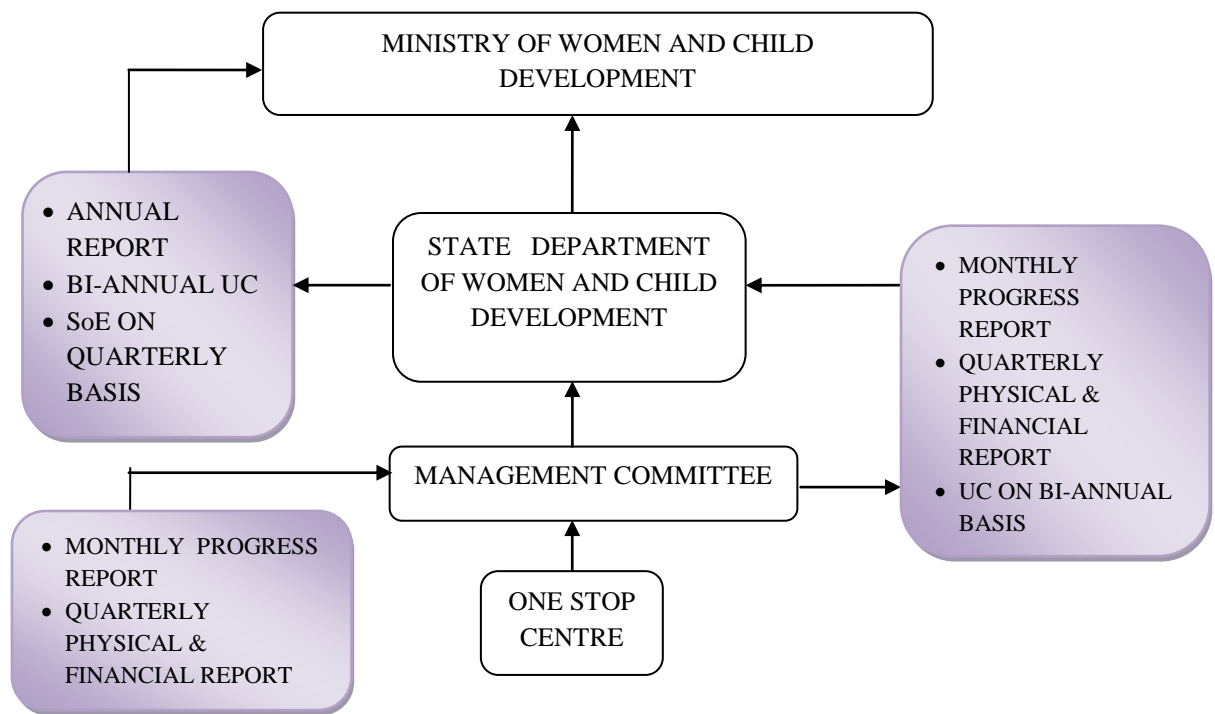 MINISTRY OF WOMEN AND CHILD
DEVELOPMENT
• ANNUAL
REPORT
• BI-ANNUAL UC
• SoE ON
QUARTERLY
BASIS
STATE DEPARTMENT
OF WOMEN AND CHILD
DEVELOPMENT
• MONTHLY
PROGRESS
REPORT
• QUARTERLY
PHYSICAL &
FINANCIAL
REPORT
• UC ON BI-ANNUAL
BASIS
MANAGEMENT COMMITTEE
• MONTHLY PROGRESS
REPORT
• QUARTERLY
PHYSICAL &
FINANCIAL REPORT
ONE STOP
CENTRE